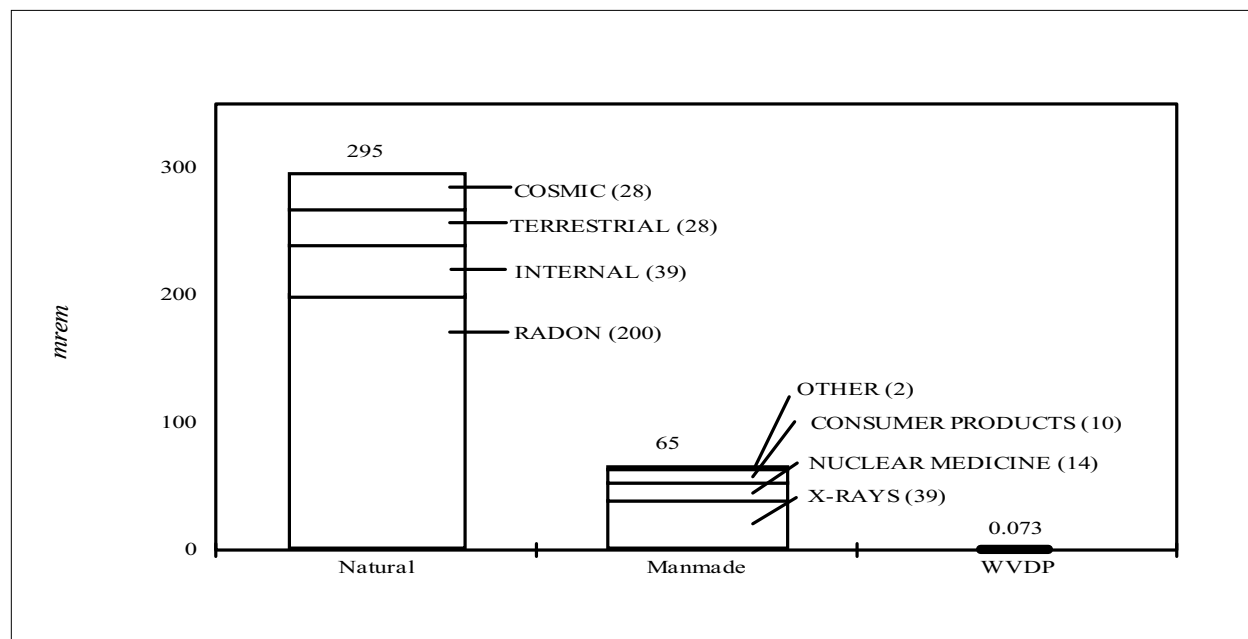 295
300
COSMIC (28)
TERRESTRIAL (28)
INTERNAL (39)
200
RADON (200)
mrem
OTHER (2)
100
CONSUMER PRODUCTS (10)
65
NUCLEAR MEDICINE (14)
X-RAYS (39)
0.073
0
Natural
Manmade
WVDP